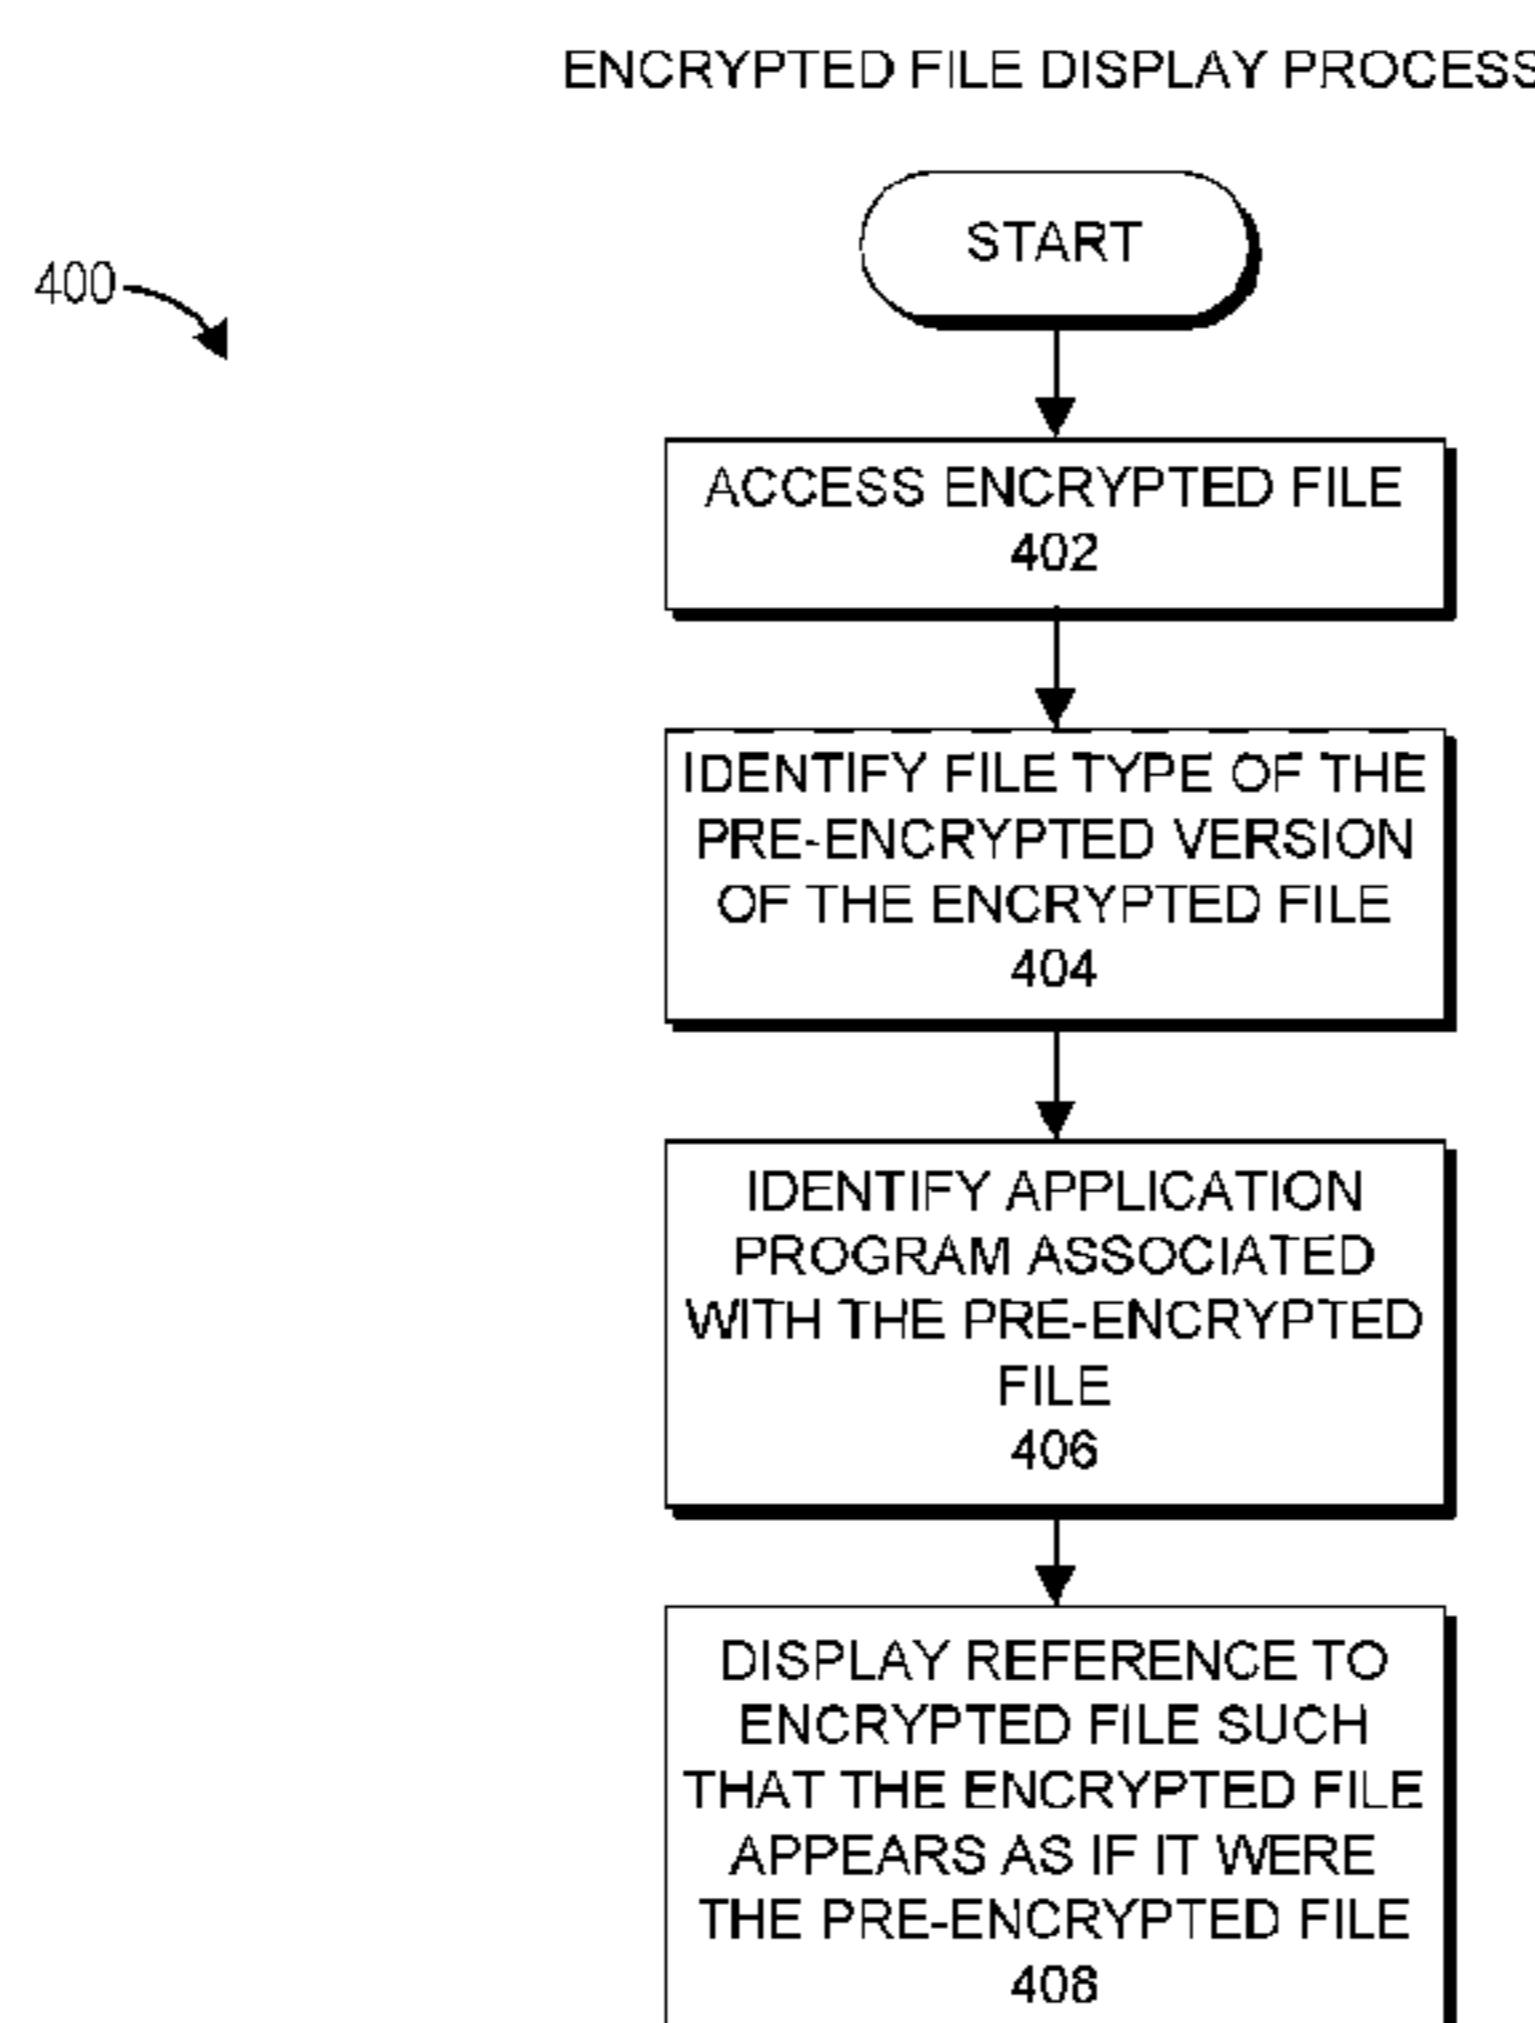 ENCRYPTED FILE DISPLAY PROCESS
START
400
ACCESS ENCRYPTED FILE
402
IDENTIFY FILE TYPE OF THE
PRE-ENCRYPTED VERSION
OF THE ENCRYPTED FILE
404
IDENTIFY APPLICATION
PROGRAM ASSOCIATED
WITH THE PRE-ENCRYPTED
FILE
406
DISPLAY REFERENCE TO
ENCRYPTED FILE SUCH
THAT THE ENCRYPTED FILE
APPEARS AS IF IT WERE
THE PRE-ENCRYPTED FILE
408